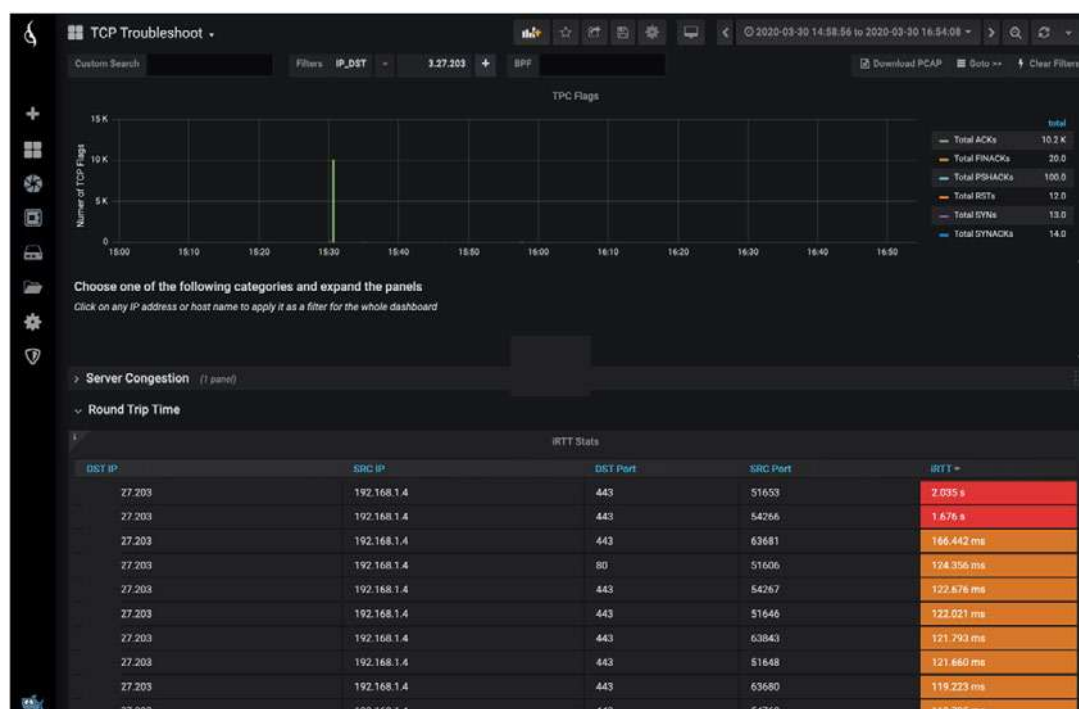 TCP Troubleshoot
2020-03-30 14:58:56 to 2020-03-30 16:54:08
Custom Search Filters IP_DST = 3.27.203 + BPF Download PCAP Goto >> Clear Filters
TPC Flags
15 K
10 K
5 K
0
Numer of TCP Flags
15:00 15:10 15:20 15:30 15:40 15:50 16:00 16:10 16:20 16:30 16:40 16:50
total
Total ACKs 10.2 K
Total FINACKs 20.0
Total PSHACKs 100.0
Total RSTs 12.0
Total SYNs 13.0
Total SYNACKs 14.0
Choose one of the following categories and expand the panels
Click on any IP address or host name to apply it as a filter for the whole dashboard
Server Congestion (1 panel)
Round Trip Time
i
iRTT Stats
DST IP SRC IP DST Port SRC Port iRTT
27.203 192.168.1.4 443 51653 2.035 s
27.203 192.168.1.4 443 54266 1.676 s
27.203 192.168.1.4 443 63681 166.442 ms
27.203 192.168.1.4 80 51606 124.356 ms
27.203 192.168.1.4 443 54267 122.676 ms
27.203 192.168.1.4 443 51646 122.021 ms
27.203 192.168.1.4 443 63843 121.793 ms
27.203 192.168.1.4 443 51648 121.660 ms
27.203 192.168.1.4 443 63680 119.223 ms